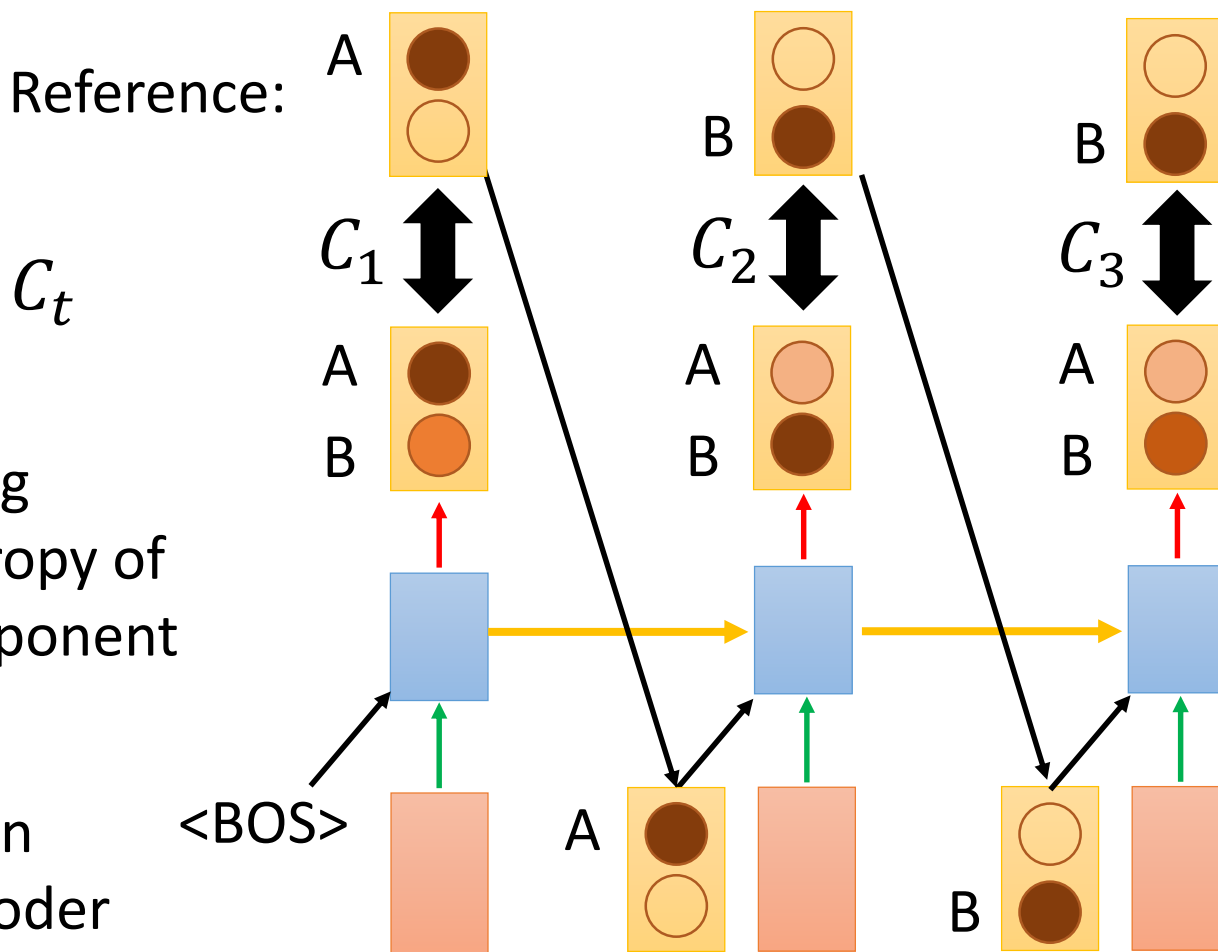 Reference:
A
B
B
C₁
C₂
C₃
Cₜ
A
A
A
B
B
B
g
ropy of
ponent
<BOS>
n
A
oder
B